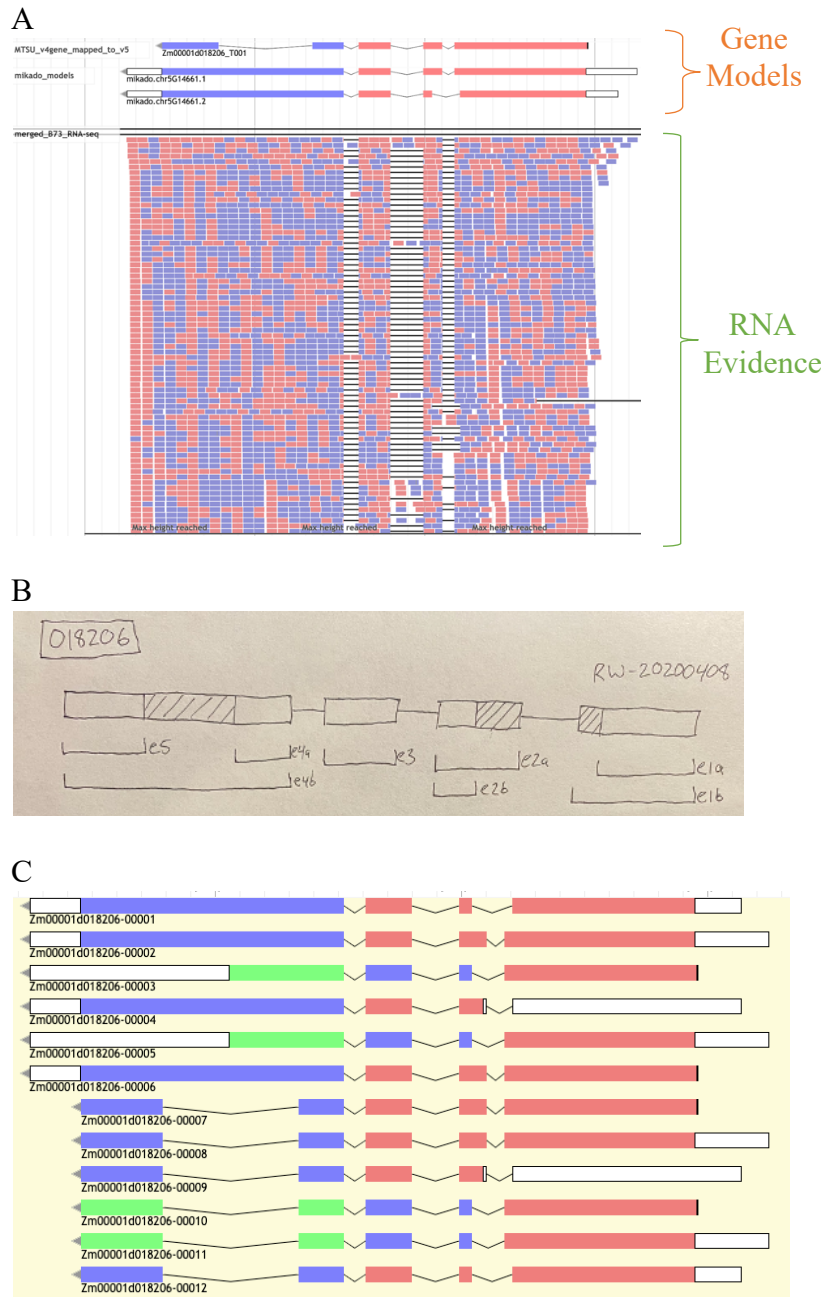 A
MTSU_v4gene_mapped_to_v5
Zm00001d018206_T001
mikado_models
mikado.chr5G14661.1
mikado.chr5G14661.2
Gene
Models
merged_B73_RNA-seq
RNA
Evidence
Max height reached
Max height reached
Max height reached
B
018206
RW-20200408
e5
e4a
e3
e2a
e1a
e4b
e2b
e1b
C
Zm00001d018206-00001
Zm00001d018206-00002
Zm00001d018206-00003
Zm00001d018206-00004
Zm00001d018206-00005
Zm00001d018206-00006
Zm00001d018206-00007
Zm00001d018206-00008
Zm00001d018206-00009
Zm00001d018206-00010
Zm00001d018206-00011
Zm00001d018206-00012